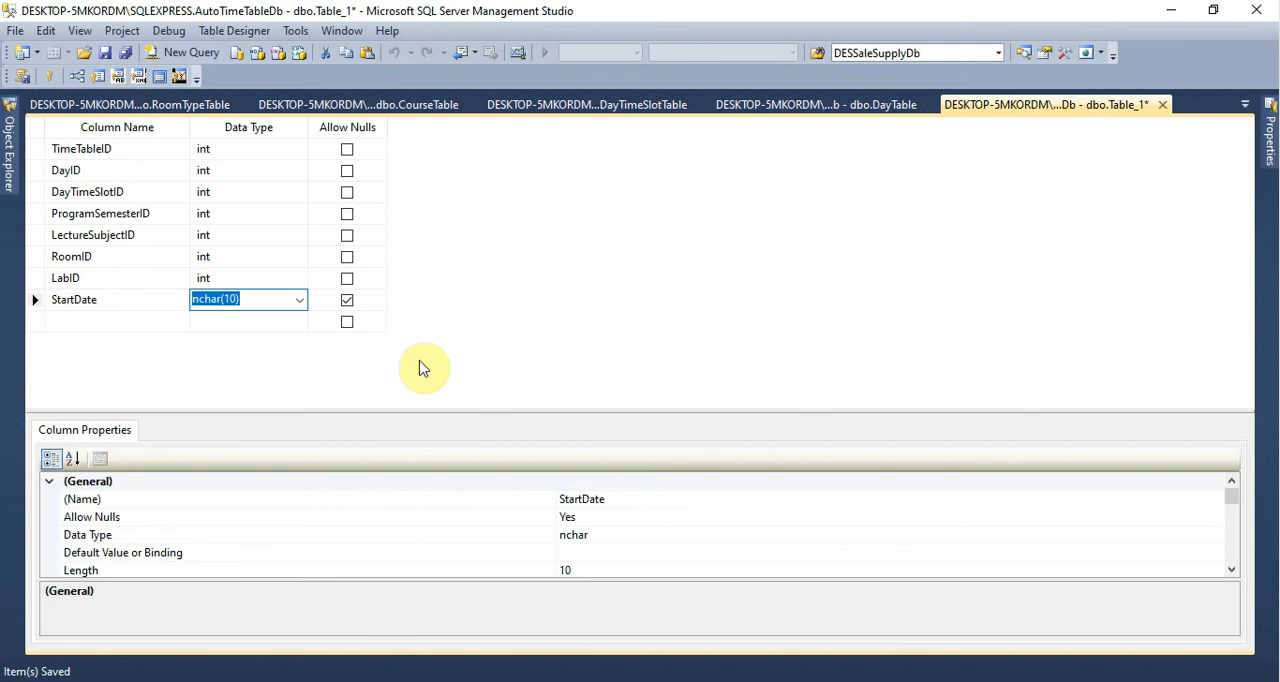 DESKTOP-5MKORDM\SQLEXPRESS.AutoTimeTableDb - dbo.Table_1* - Microsoft SQL Server Management Studio
File Edit View Project Debug Table Designer Tools Window Help
New Query DESSaleSupplyDb
DESKTOP-5MKORDM...o.RoomTypeTable DESKTOP-5MKORDM\...dbo.CourseTable DESKTOP-5MKORDM...DayTimeSlotTable DESKTOP-5MKORDM\...b - dbo.DayTable DESKTOP-5MKORDM\...Db - dbo.Table_1*
Object Explorer
Properties
Column Name Data Type Allow Nulls
TimeTableID int
DayID int
DayTimeSlotID int
ProgramSemesterID int
LectureSubjectID int
RoomID int
LabID int
StartDate nchar(10)
Column Properties
(General)
(Name) StartDate
Allow Nulls Yes
Data Type nchar
Default Value or Binding
Length 10
(General)
Item(s) Saved